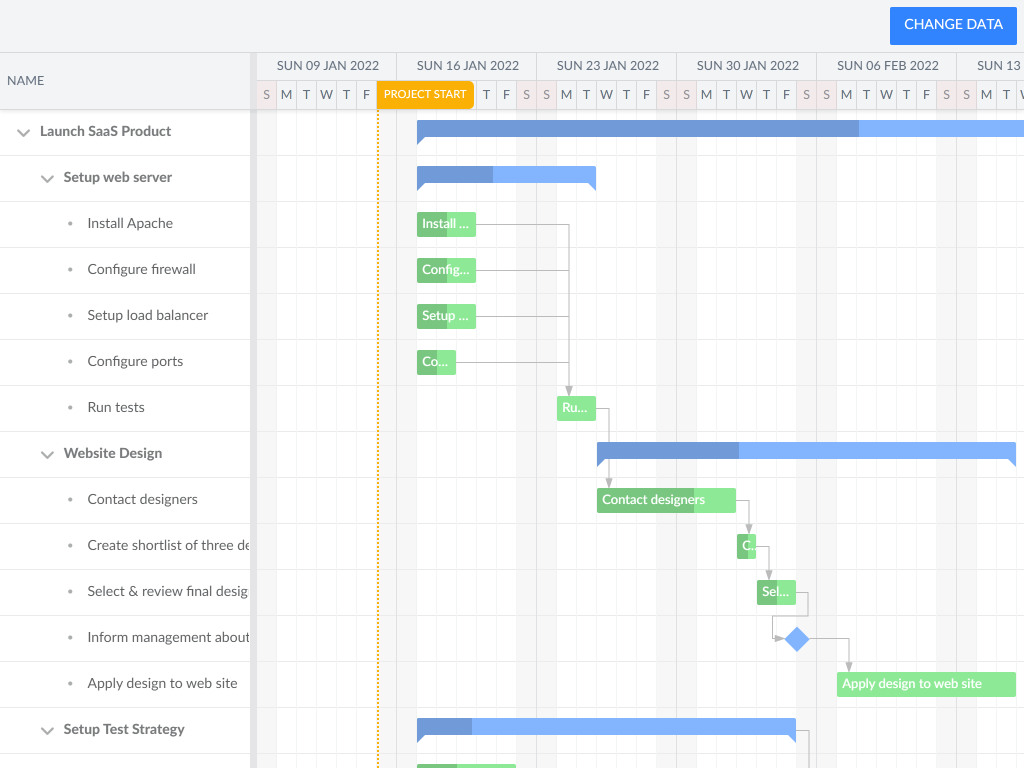 CHANGE DATA
NAME
SUN 09 JAN 2022 SUN 16 JAN 2022 SUN 23 JAN 2022 SUN 30 JAN 2022 SUN 06 FEB 2022 SUN 13
S M T W T F PROJECT START T F S S M T W T F S S M T W T F S S M T W T F S S M T
Launch SaaS Product
Setup web server
Install Apache Install ...
Configure firewall Config...
Setup load balancer Setup ...
Configure ports Co...
Run tests Ru...
Website Design
Contact designers Contact designers
Create shortlist of three de C...
Select & review final desig Sel...
Inform management about
Apply design to web site Apply design to web site
Setup Test Strategy